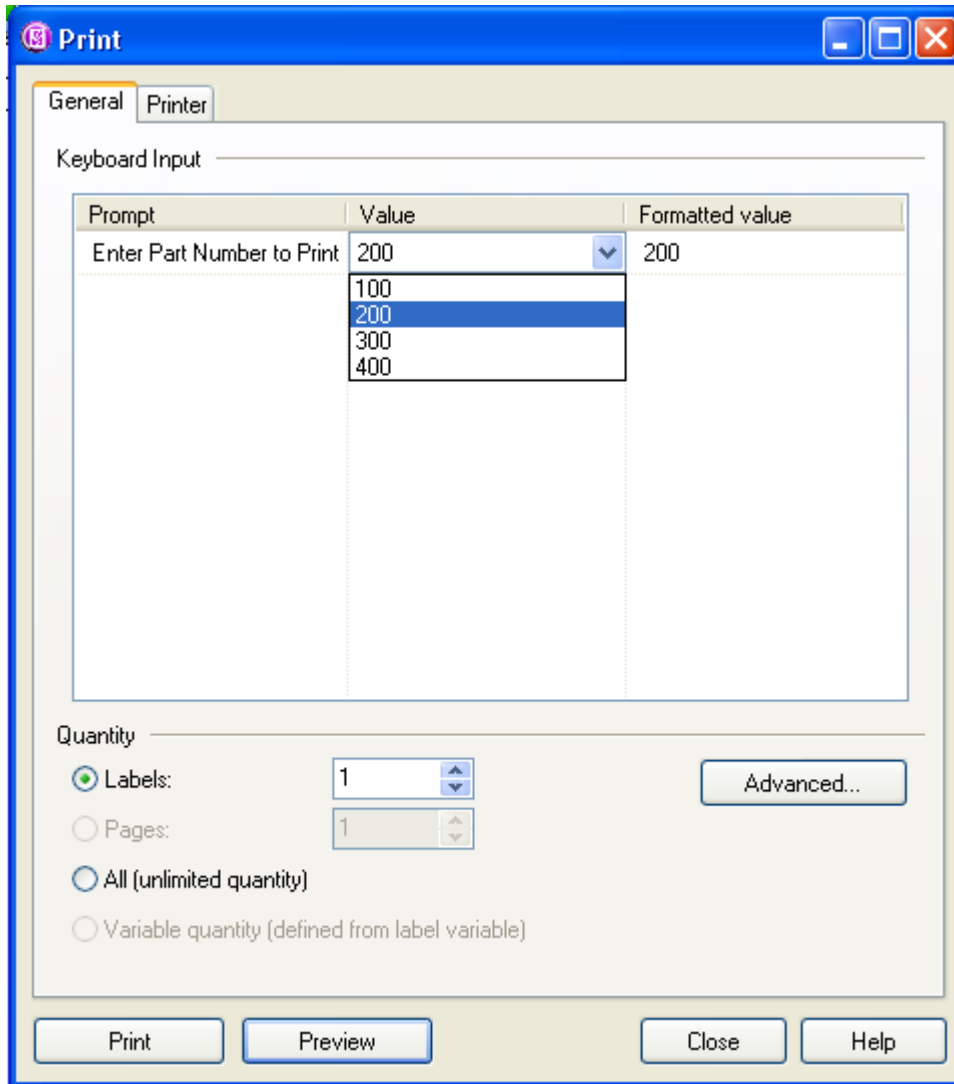 Print
General Printer
Keyboard Input
Prompt Value Formatted value
Enter Part Number to Print 200 200
100
200
300
400
Quantity
Labels: 1 Advanced...
Pages: 1
All (unlimited quantity)
Variable quantity (defined from label variable)
Print Preview Close Help